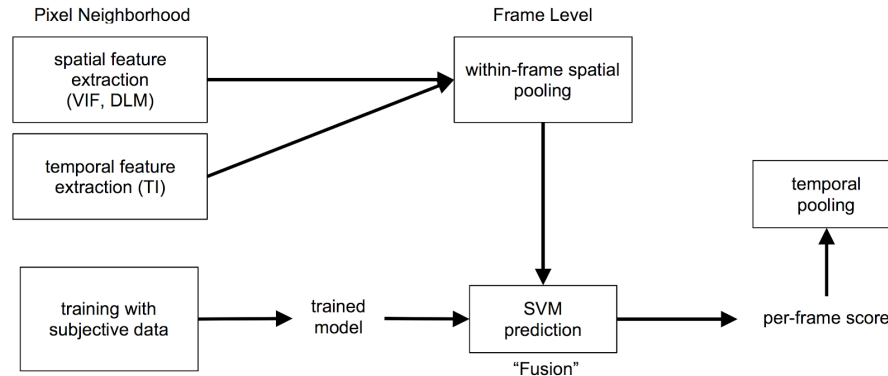 Pixel Neighborhood
Frame Level
spatial feature
extraction
(VIF, DLM)
within-frame spatial
pooling
temporal feature
extraction (TI)
temporal
pooling
training with
subjective data
trained
model
SVM
prediction
per-frame score
“Fusion”